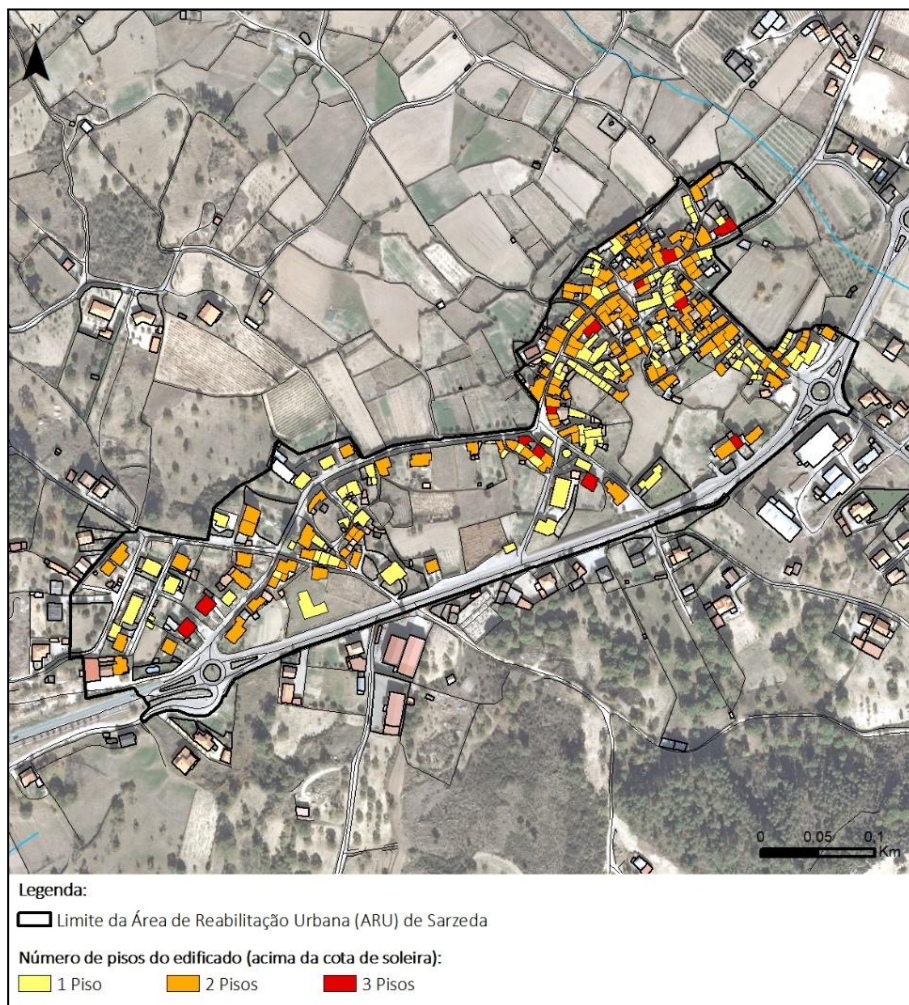 N
0 0,05 0,1
Km
Legenda:
Limite da Área de Reabilitação Urbana (ARU) de Sarzeda
Número de pisos do edificado (acima da cota de soleira):
1 Piso 2 Pisos 3 Pisos